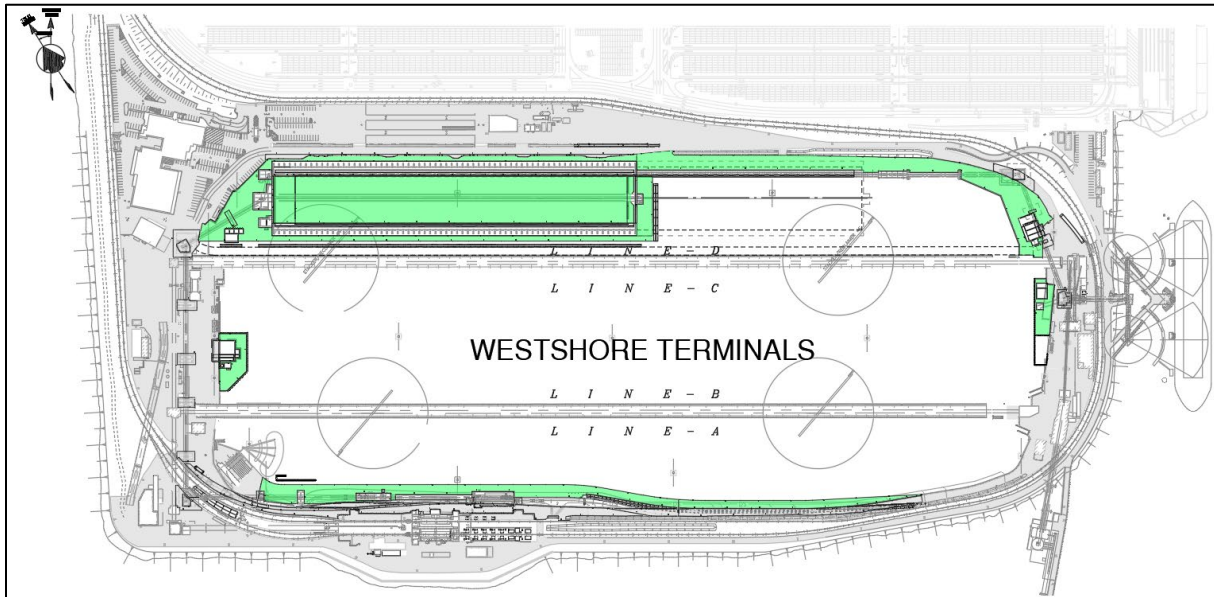 L I N E - D
L I N E - C
WESTSHORE TERMINALS
L I N E - B
L I N E - A